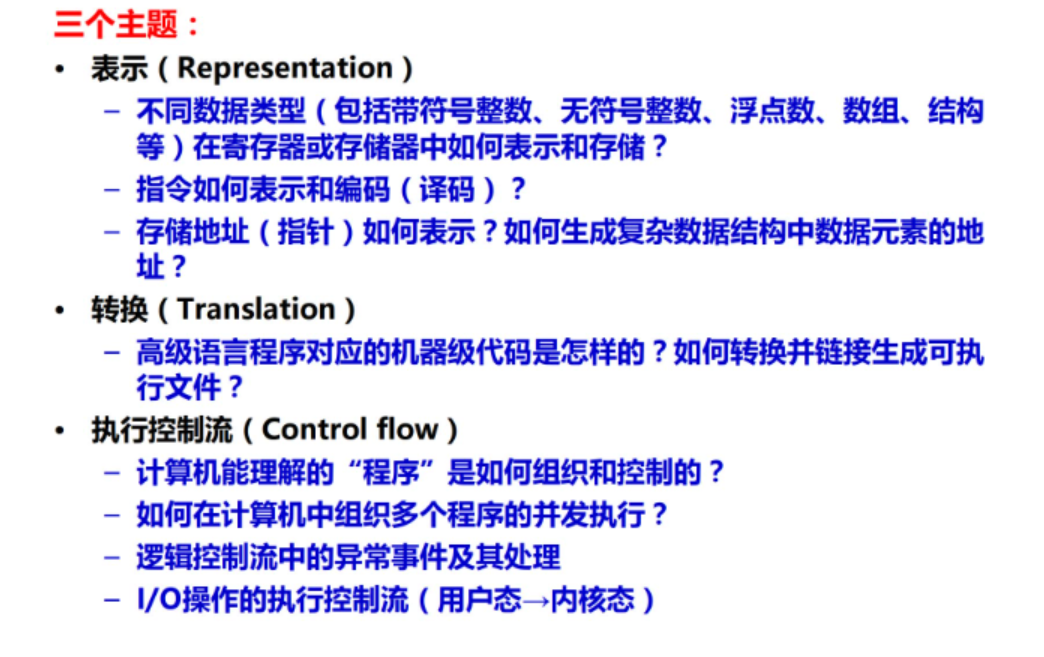 三个主题：
• 表示（Representation）
– 不同数据类型（包括带符号整数、无符号整数、浮点数、数组、结构
等）在寄存器或存储器中如何表示和存储？
– 指令如何表示和编码（译码）？
– 存储地址（指针）如何表示？如何生成复杂数据结构中数据元素的地
址？
• 转换（Translation）
– 高级语言程序对应的机器级代码是怎样的？如何转换并链接生成可执
行文件？
• 执行控制流（Control flow）
– 计算机能理解的“程序”是如何组织和控制的？
– 如何在计算机中组织多个程序的并发执行？
– 逻辑控制流中的异常事件及其处理
– I/O操作的执行控制流（用户态→内核态）